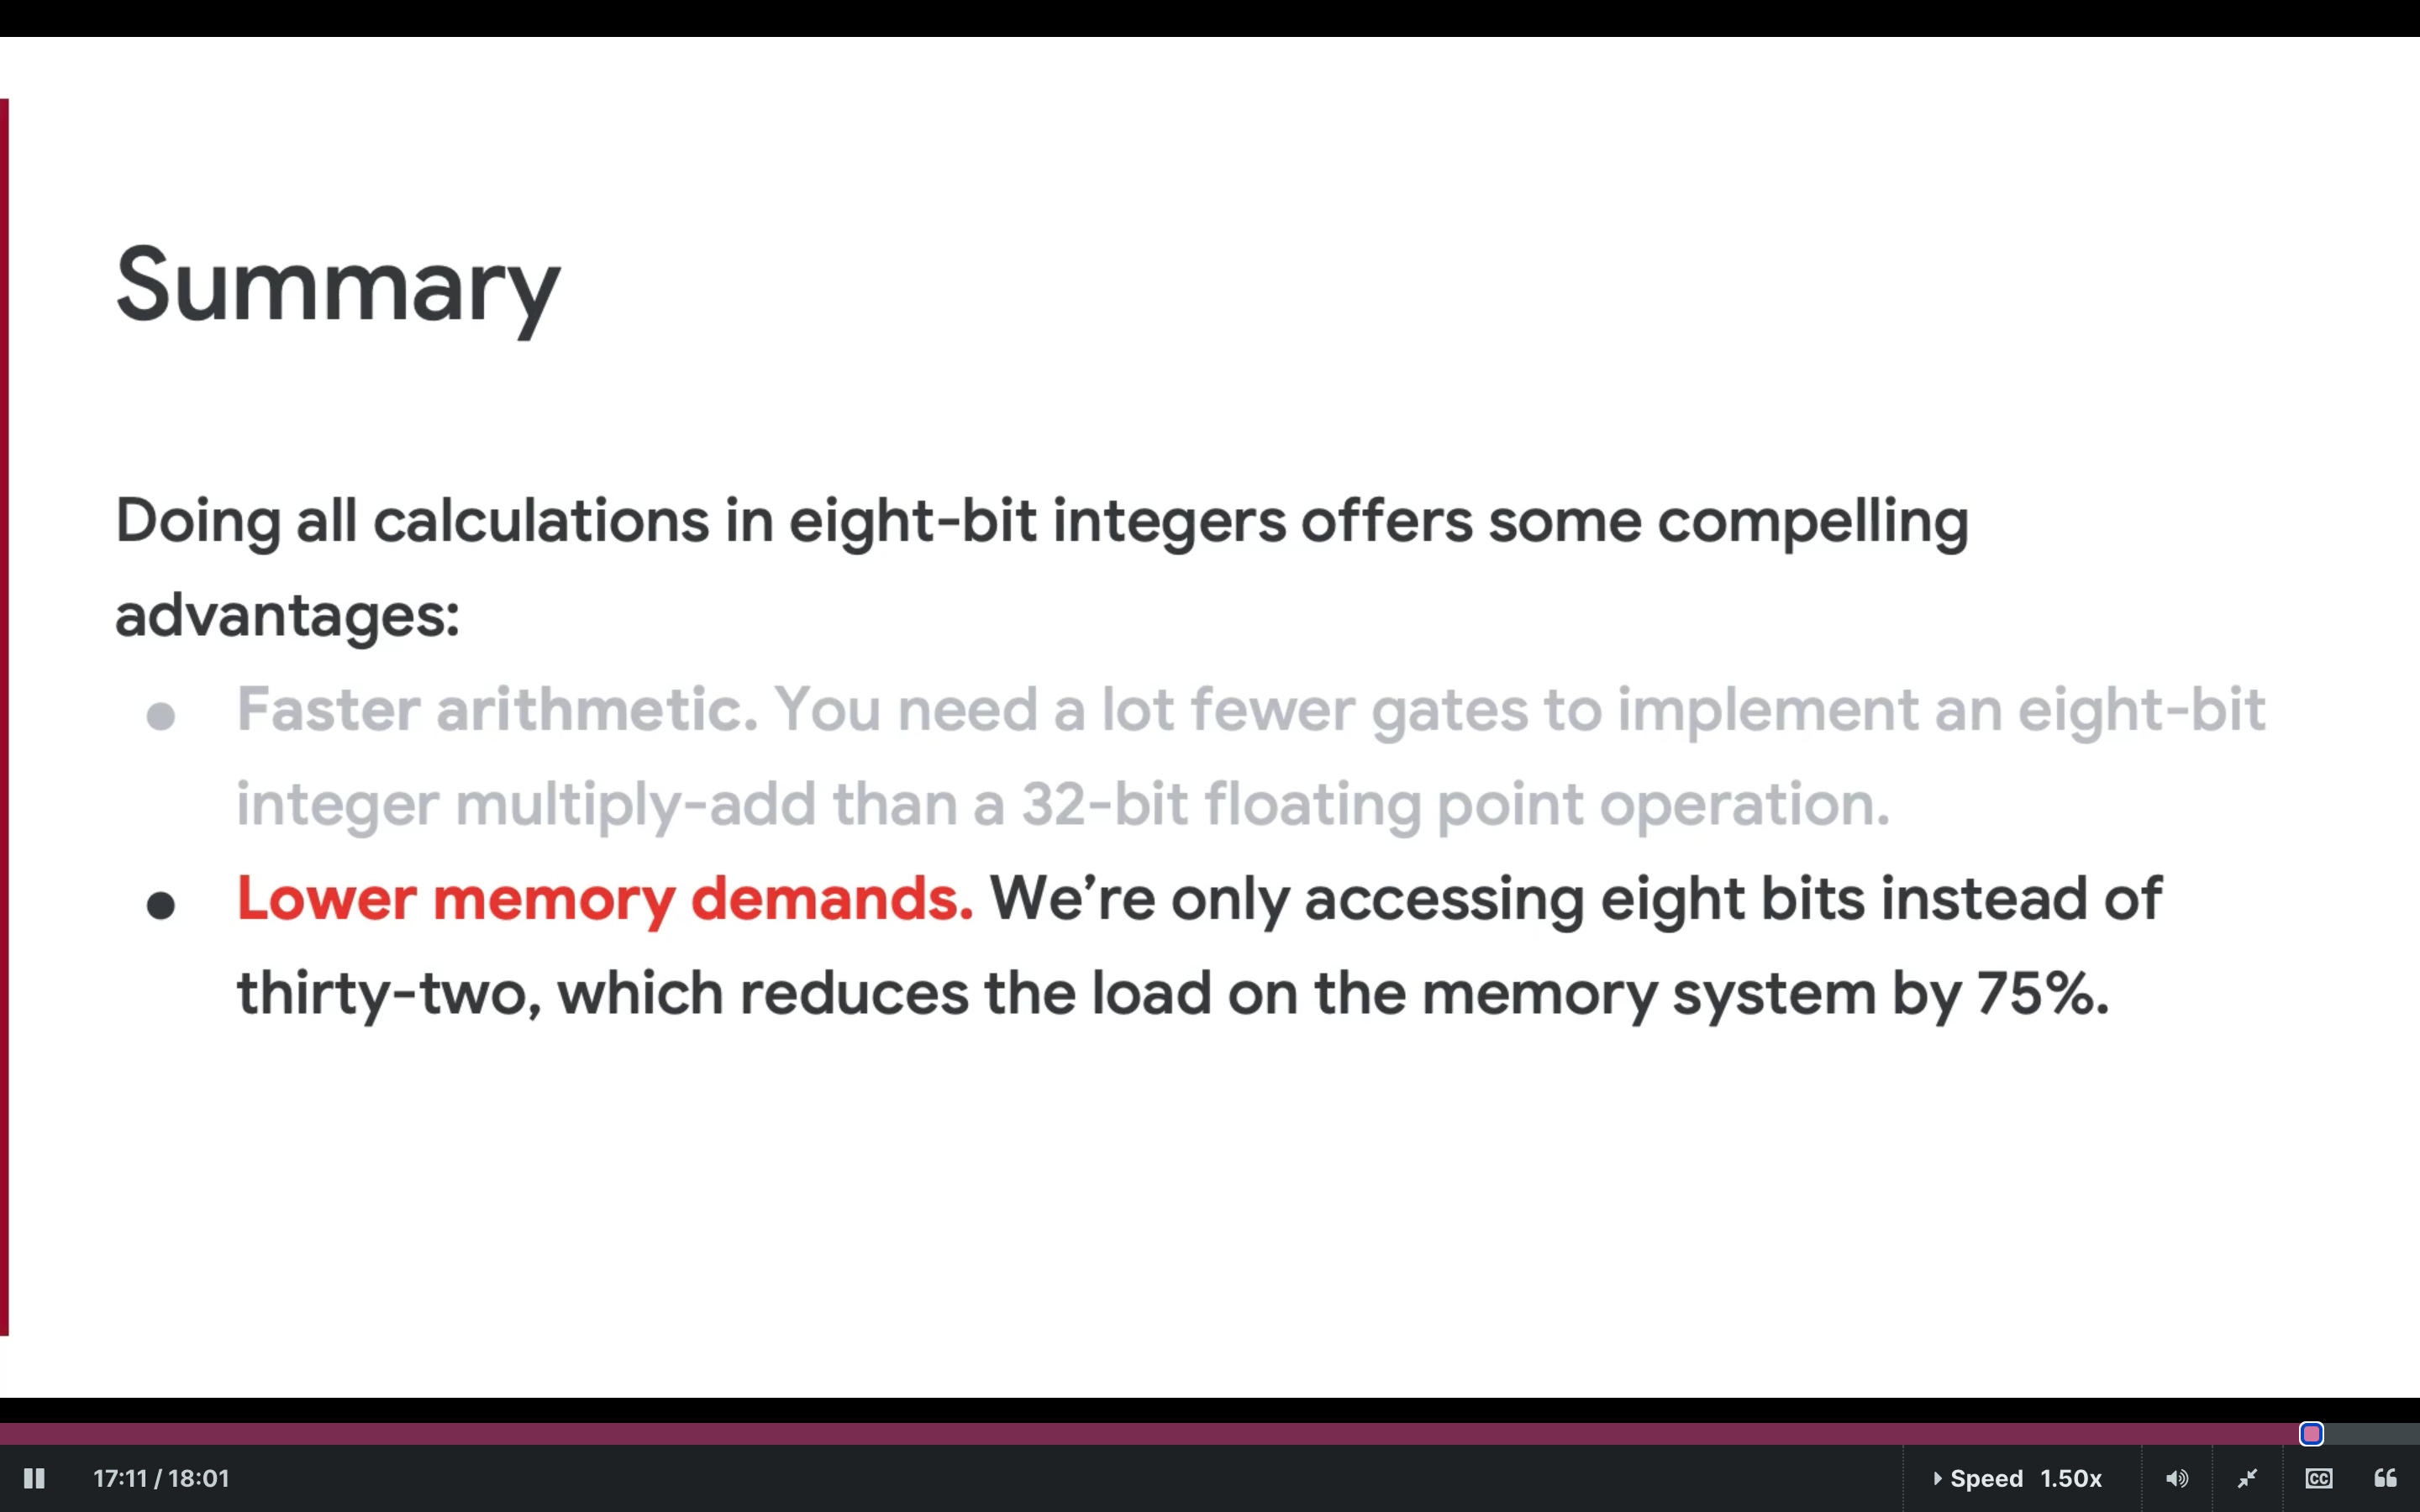 Summary
Doing all calculations in eight-bit integers offers some compelling
advantages:
● Faster arithmetic. You need a lot fewer gates to implement an eight-bit
integer multiply-add than a 32-bit floating point operation.
● Lower memory demands. We’re only accessing eight bits instead of
thirty-two, which reduces the load on the memory system by 75%.
17:11 / 18:01
Speed 1.50x
CC